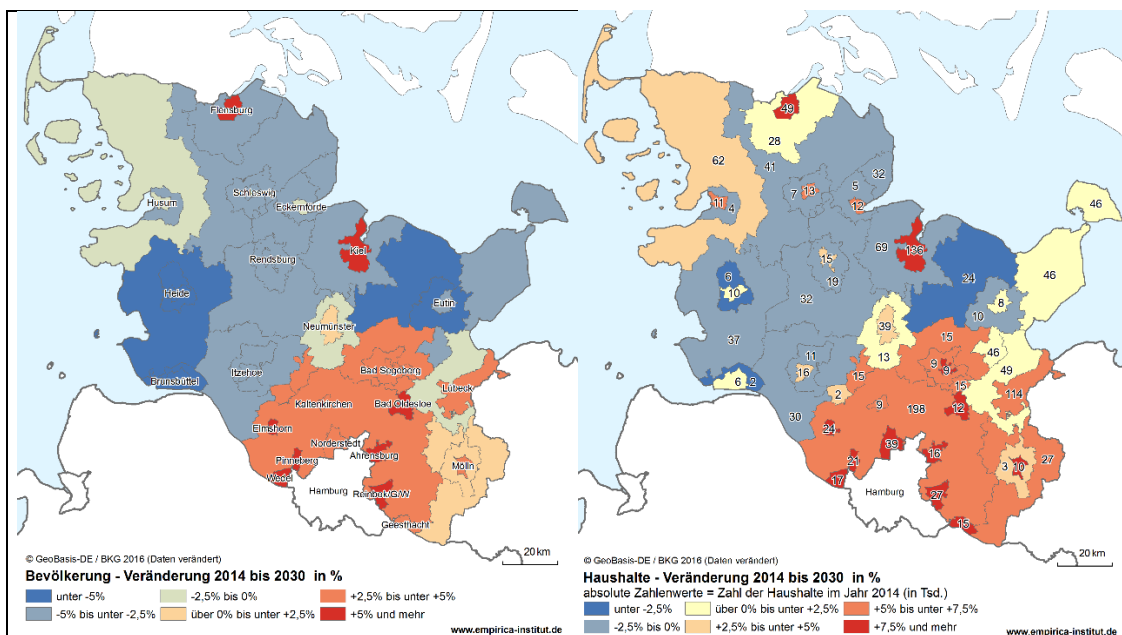 Flensburg
Schleswig
Eckernförde
Husum
Kiel
Rendsburg
Heide
Eutin
Neumünster
Brunsbüttel
Itzehoe
Bad Segeberg
Lübeck
Kaltenkirchen
Bad Oldesloe
Elmshorn
Norderstedt
Ahrensburg
Mölln
Pinneberg
Wedel
Hamburg
Reinbek/G/W
Geesthacht
© GeoBasis-DE / BKG 2016 (Daten verändert)
20 km
Bevölkerung - Veränderung 2014 bis 2030 in %
unter -5% -2,5% bis 0% +2,5% bis unter +5%
-5% bis unter -2,5% über 0% bis unter +2,5% +5% und mehr
www.empirica-institut.de
49
28
62
41
32
5
7
13
12
11
4
46
69
136
15
19
24
46
6
10
32
8
10
39
37
13
15
46
11
49
16
15
9
9
6
2
15
114
2
9
12
198
30
24
39
16
27
3
10
21
17
Hamburg
27
15
© GeoBasis-DE / BKG 2016 (Daten verändert)
20 km
Haushalte - Veränderung 2014 bis 2030 in %
absolute Zahlenwerte = Zahl der Haushalte im Jahr 2014 (in Tsd.)
unter -2,5% über 0% bis unter +2,5% +5% bis unter +7,5%
-2,5% bis 0% +2,5% bis unter +5% +7,5% und mehr
www.empirica-institut.de